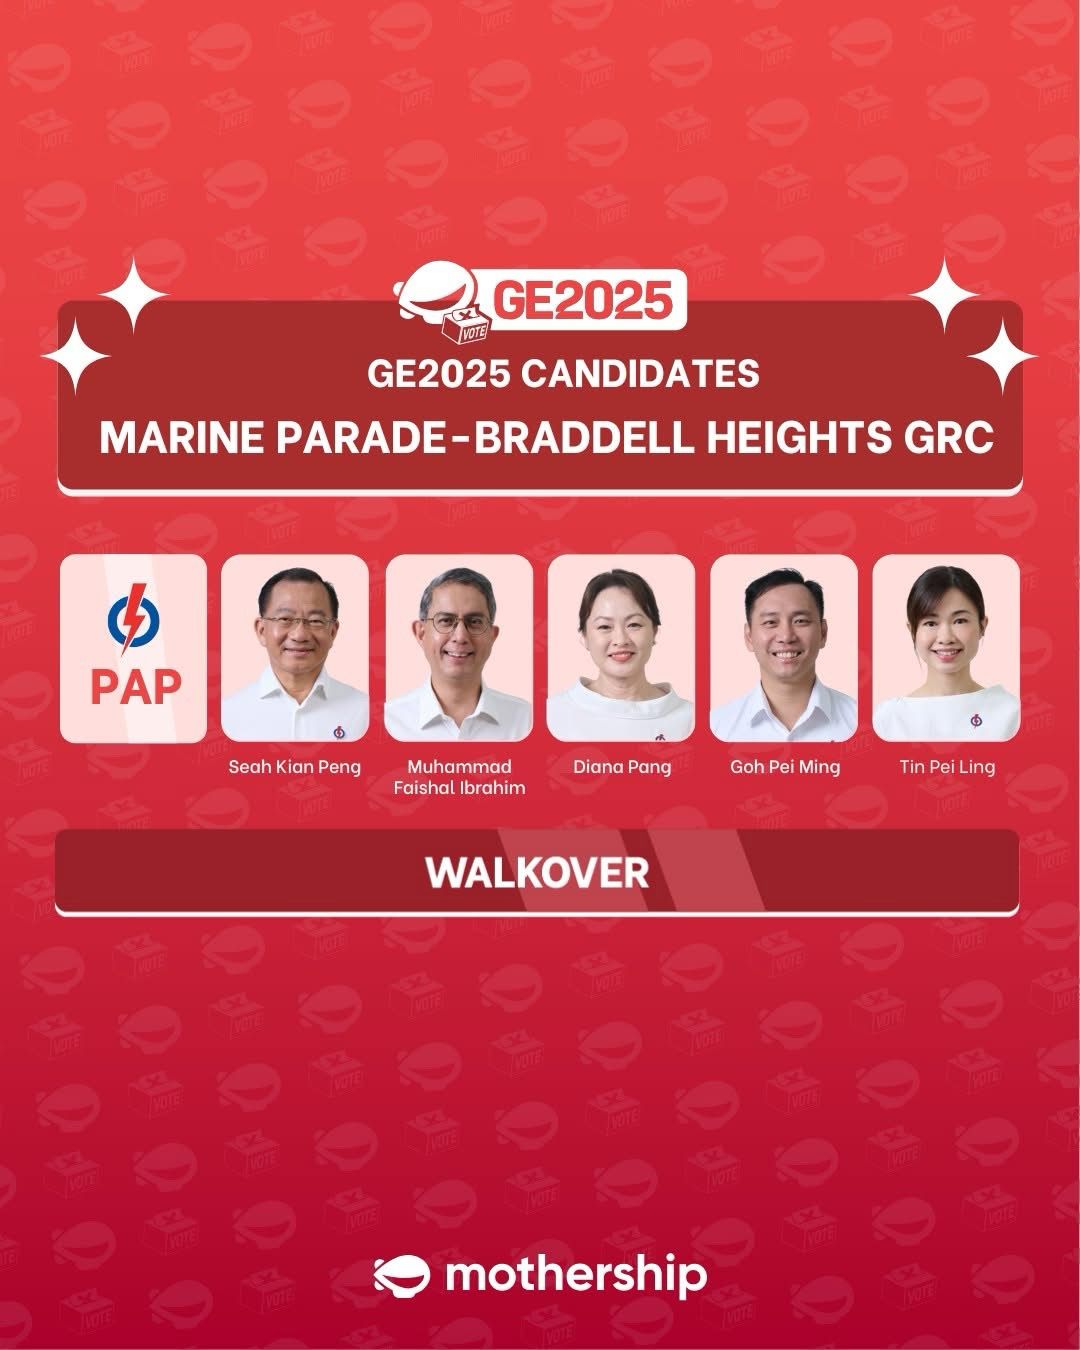 VOTE
GE2025
GE2025 CANDIDATES
MARINE PARADE-BRADDELL HEIGHTS GRC
PAP
Seah Kian Peng
Muhammad
Faishal Ibrahim
Diana Pang
Goh Pei Ming
Tin Pei Ling
WALKOVER
mothership